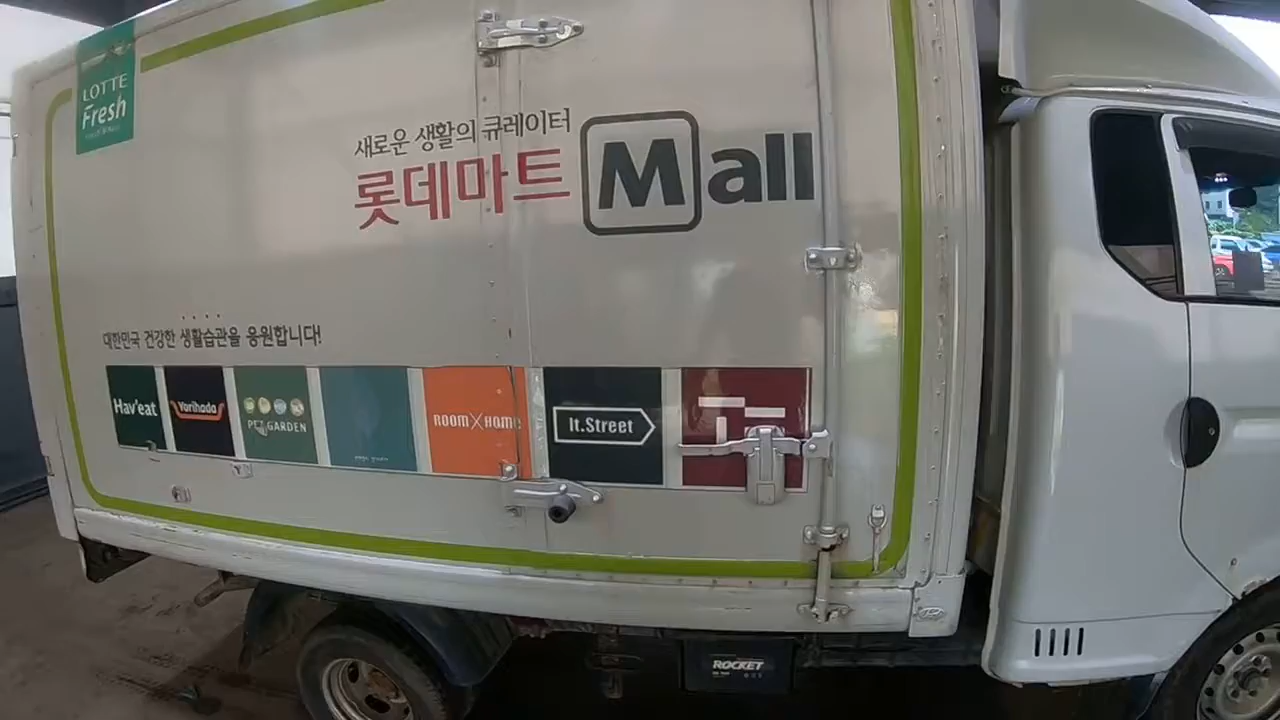 LOTTE
Fresh
새로운 생활의 큐레이터
롯데마트 Mall
대한민국 건강한 생활습관을 응원합니다!
Hav'eat
Yorihada
PET GARDEN
ROOM X HOME
It.Street
ROCKET